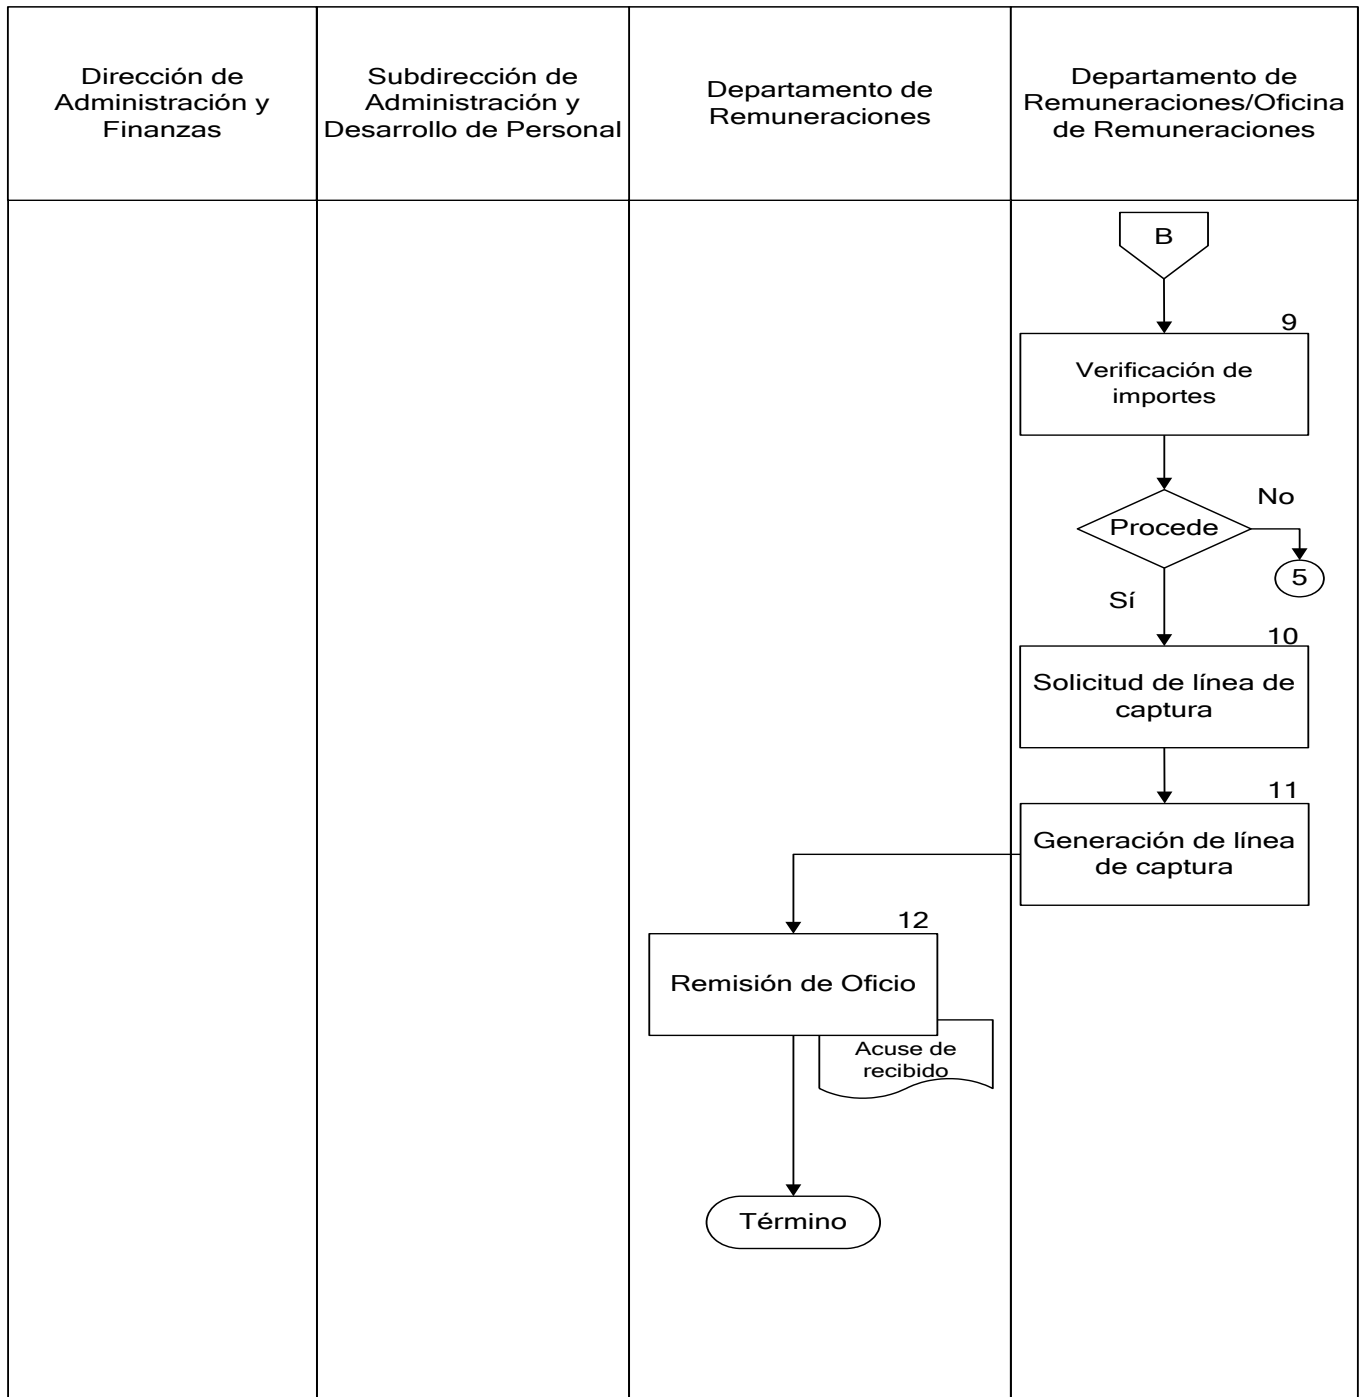 Dirección de
Administración y
Finanzas
Subdirección de
Administración y
Desarrollo de Personal
Departamento de
Remuneraciones
Departamento de
Remuneraciones/Oficina
de Remuneraciones
B
9
Verificación de
importes
Procede
No
5
Sí
10
Solicitud de línea de
captura
11
Generación de línea
de captura
12
Remisión de Oficio
Acuse de
recibido
Término